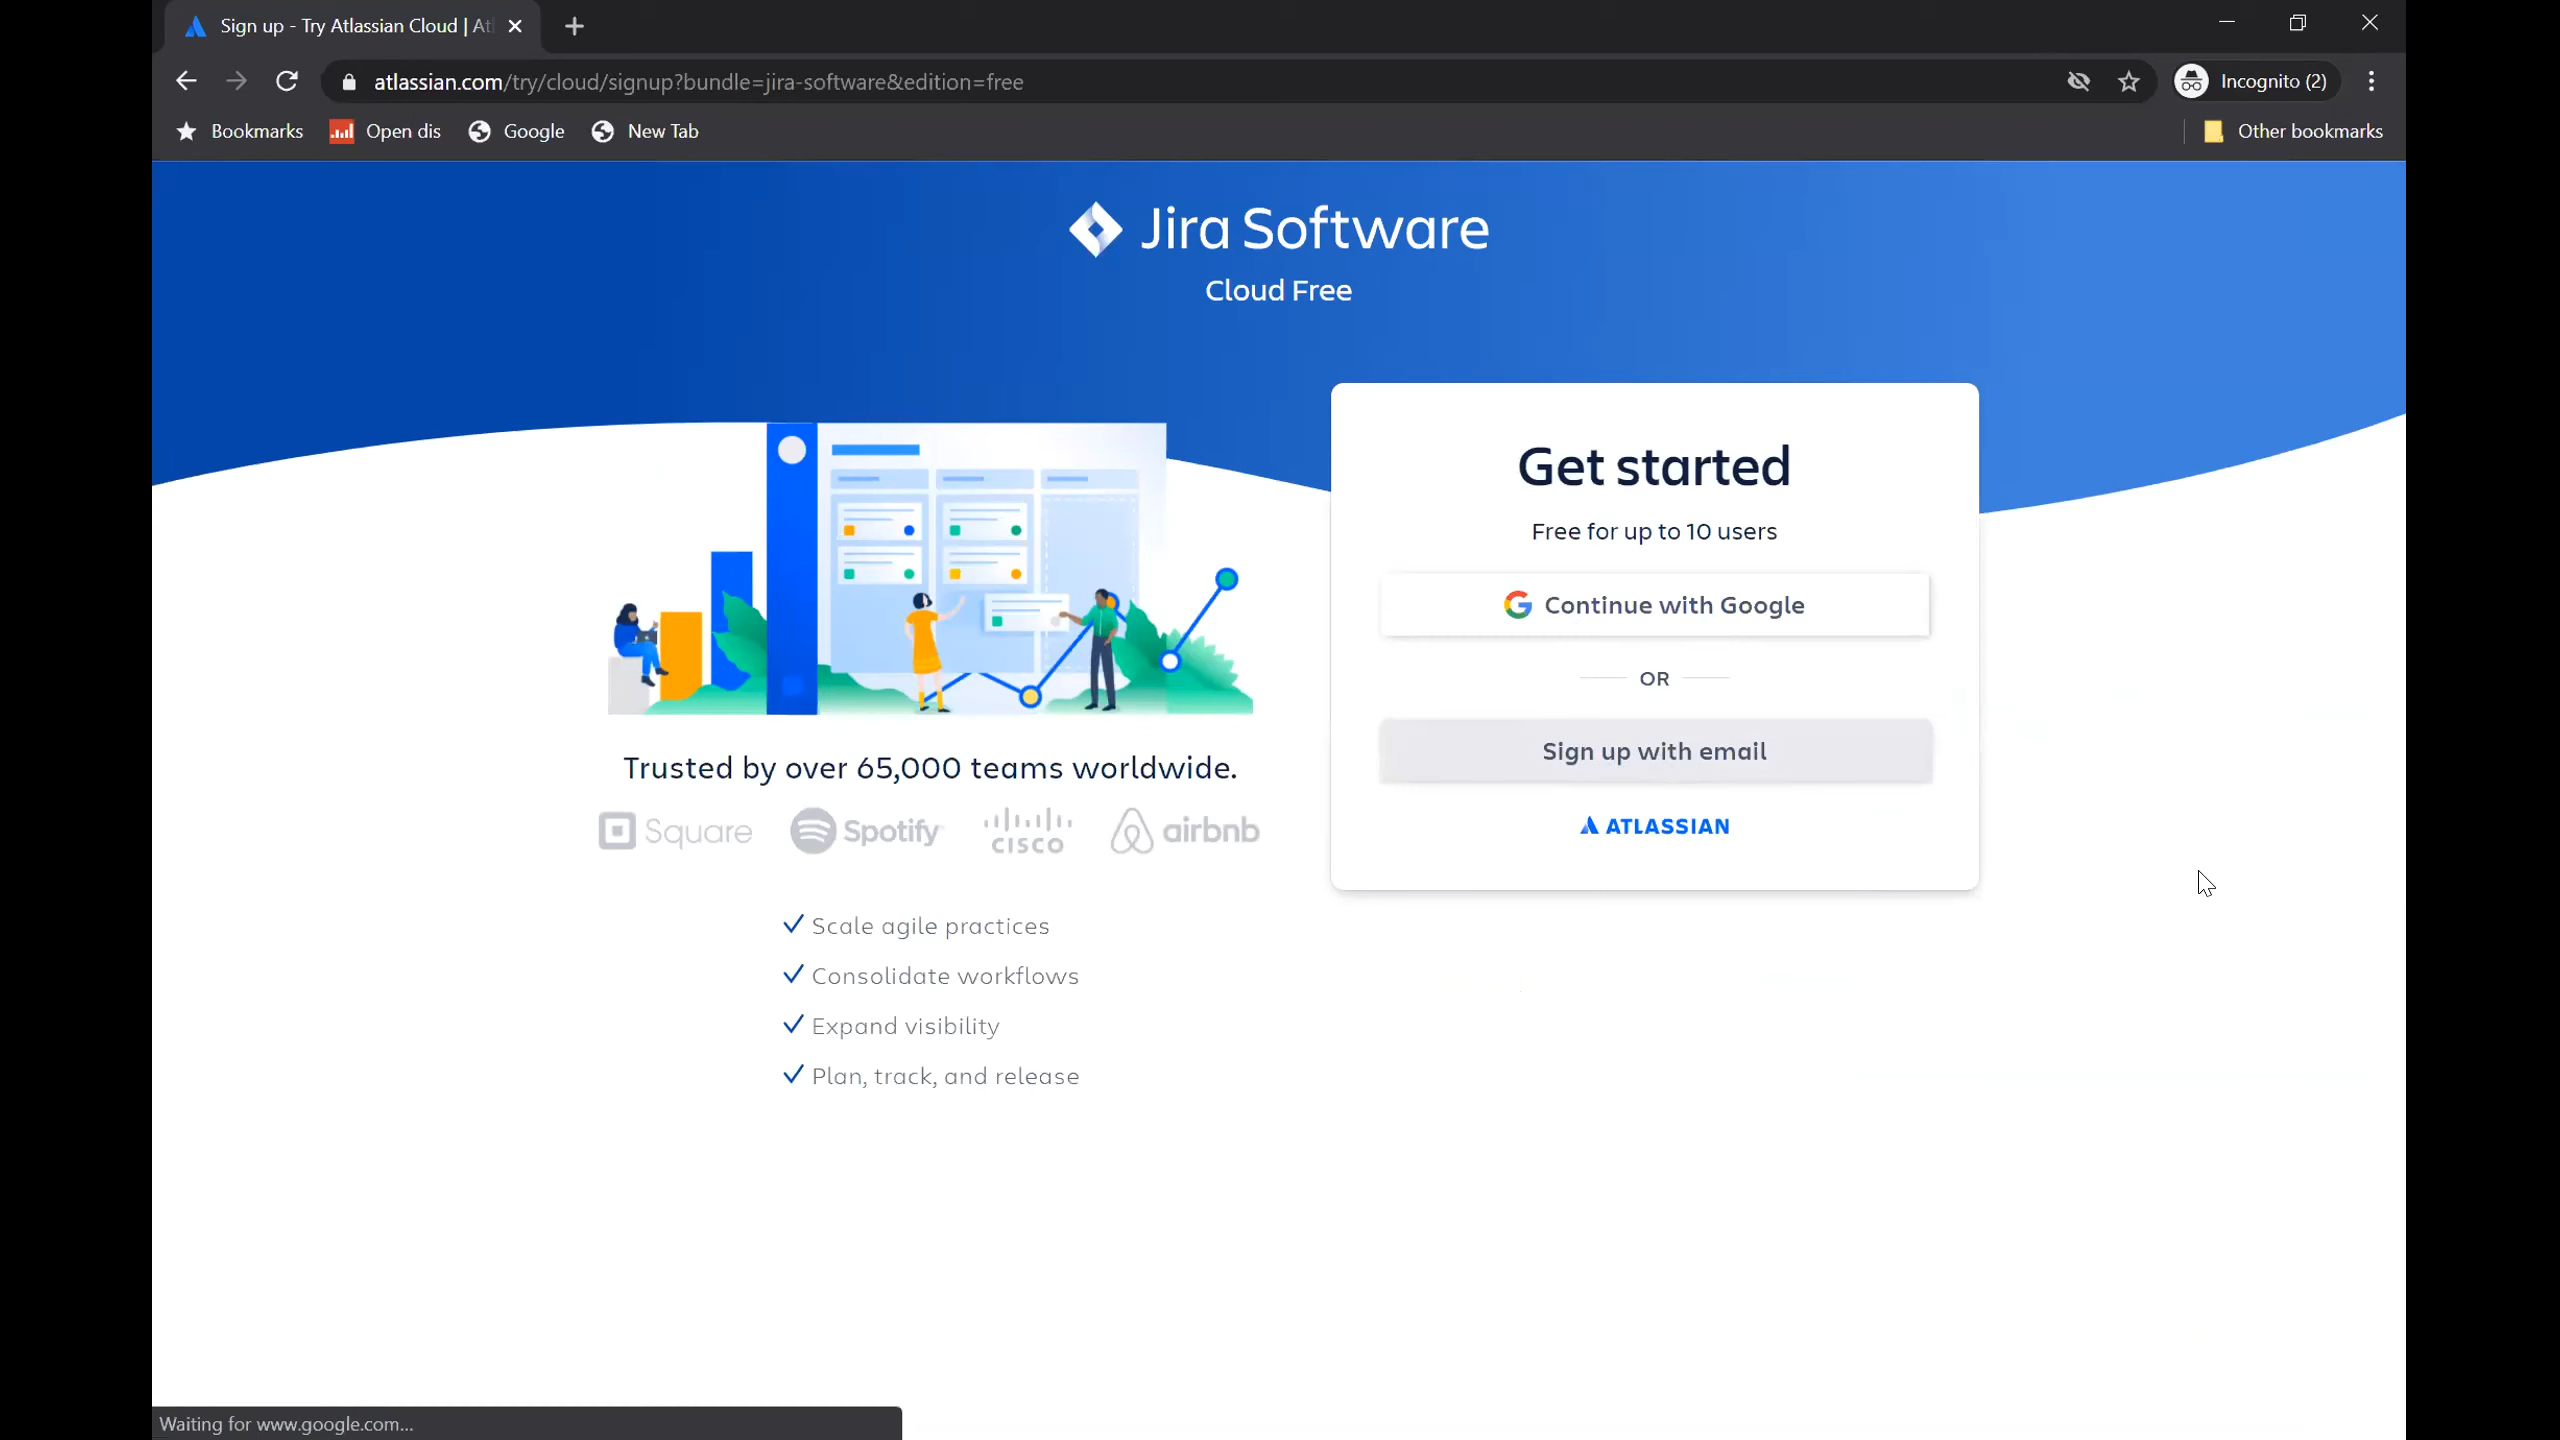 Sign up - Try Atlassian Cloud | At
atlassian.com/try/cloud/signup?bundle=jira-software&edition=free
Incognito (2)
Bookmarks
Open dis
Google
New Tab
Other bookmarks
Jira Software
Cloud Free
Get started
Free for up to 10 users
Continue with Google
OR
Sign up with email
ATLASSIAN
Trusted by over 65,000 teams worldwide.
Square
Spotify
CISCO
airbnb
Scale agile practices
Consolidate workflows
Expand visibility
Plan, track, and release
Waiting for www.google.com...